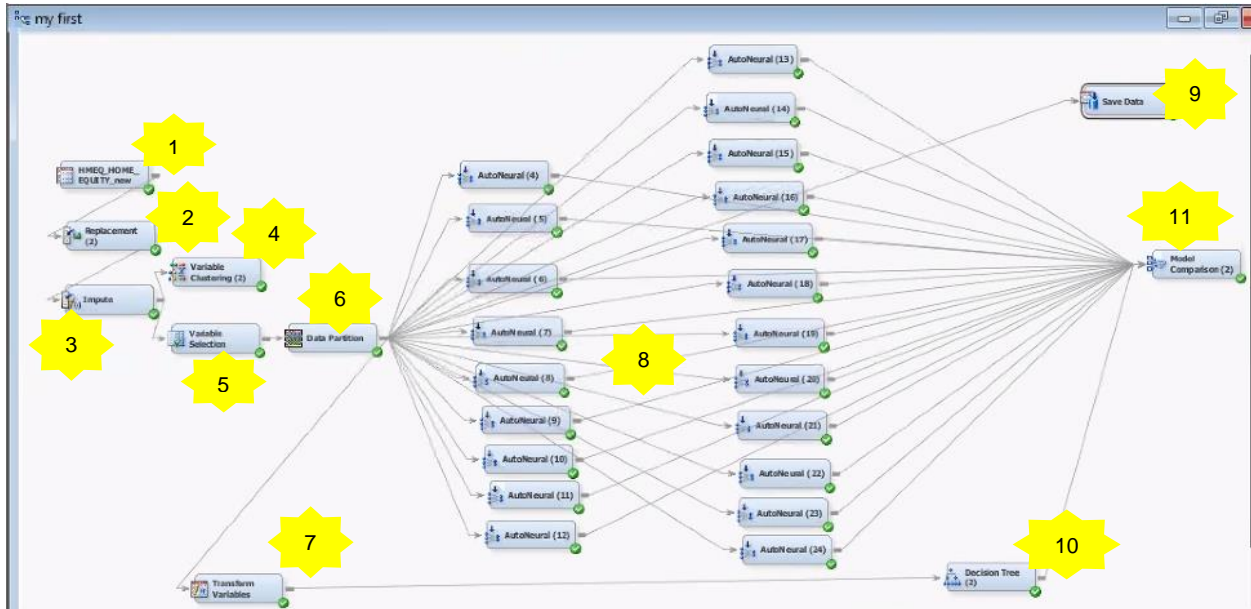 my first
AutoNeural (13)
9
Save Data
AutoNeural (14)
1
HMEQ_HOME_
EQUITY_new
AutoNeural (15)
AutoNeural (4)
AutoNeural (16)
2
4
11
Replacement
(2)
AutoNeural (5)
AutoNeural (17)
Variable
Clustering (2)
Model
Comparison (2)
AutoNeural (6)
AutoNeural (18)
Impute
6
3
Variable
Selection
Data Partition
AutoNeural (7)
AutoNeural (19)
8
5
AutoNeural (8)
AutoNeural (20)
AutoNeural (9)
AutoNeural (21)
AutoNeural (10)
AutoNeural (22)
AutoNeural (11)
AutoNeural (23)
AutoNeural (12)
AutoNeural (24)
7
10
Transform
Variables
Decision Tree
(2)